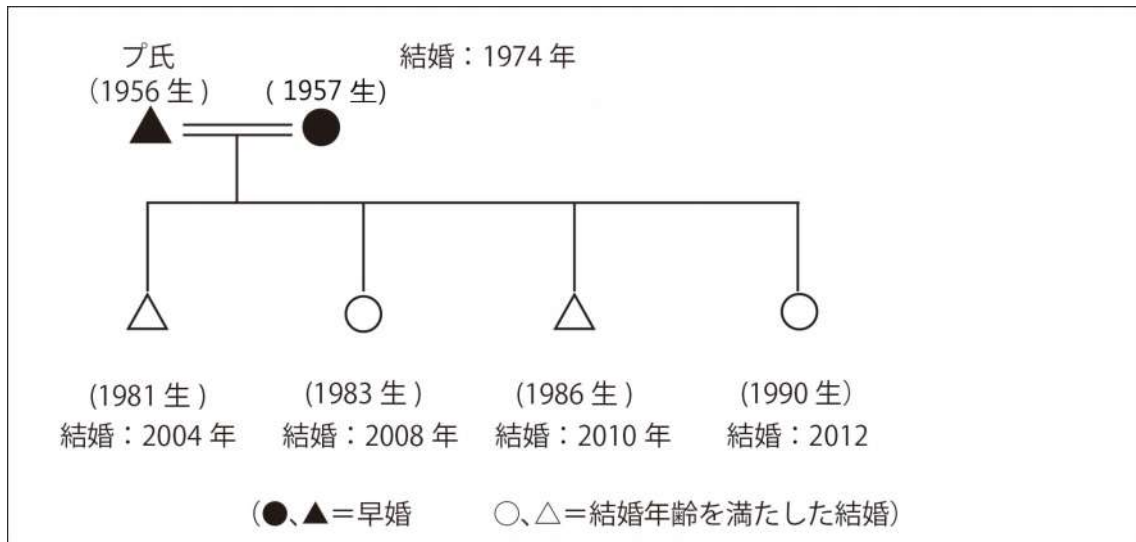 プ氏
結婚：1974 年
（1956 生 )
( 1957 生)
(1981 生 )
(1983 生 )
(1986 生 )
(1990 生）
結婚：2004 年
結婚：2008 年
結婚：2010 年
結婚：2012
（●、▲＝早婚
○、△＝結婚年齢を満たした結婚）